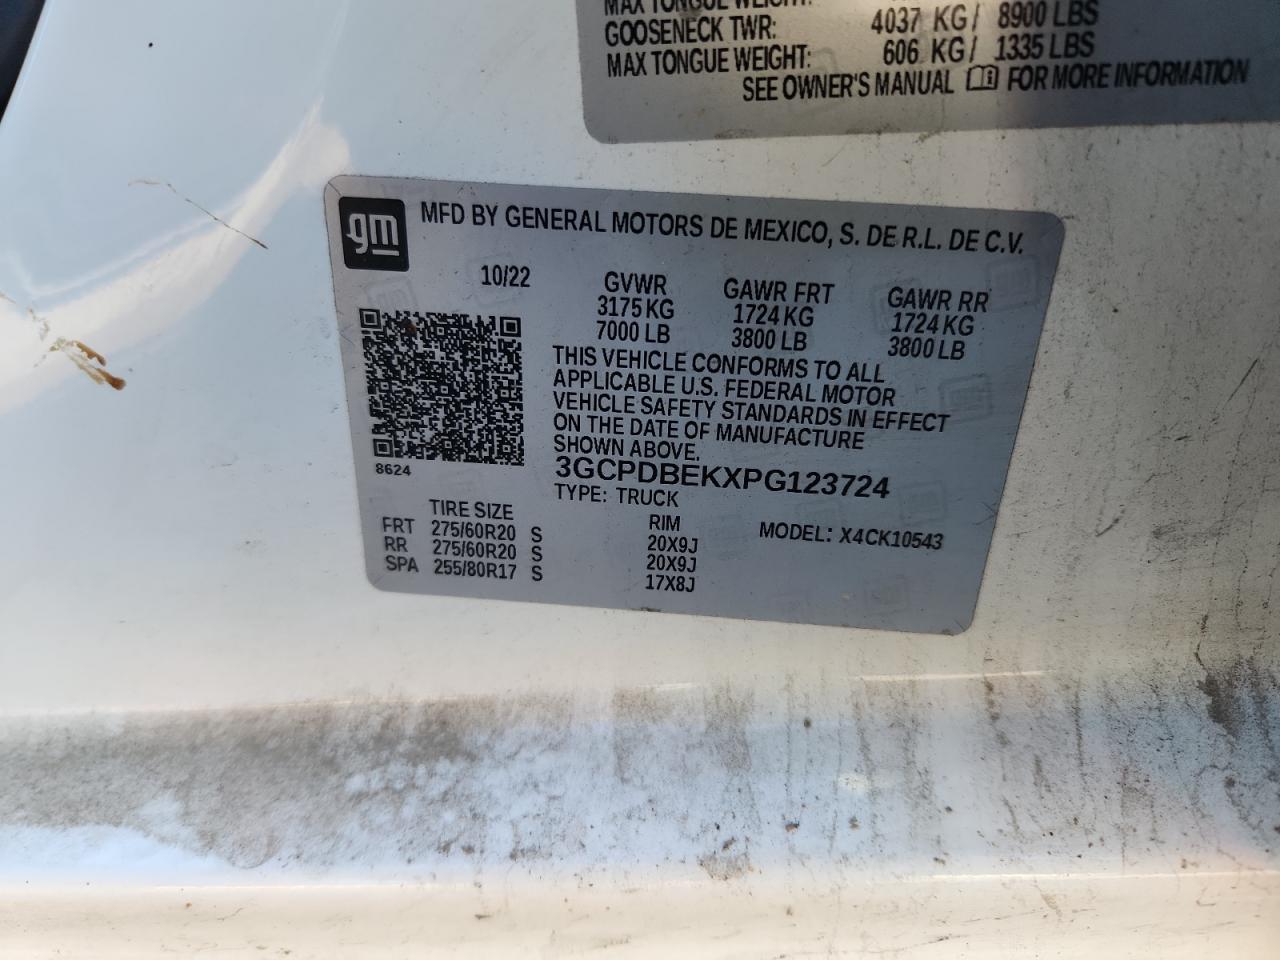 MAX TONGUE WEIGHT:
GOOSENECK TWR: 4037 KG/ 8900 LBS
MAX TONGUE WEIGHT: 606 KG/ 1335 LBS
SEE OWNER'S MANUAL FOR MORE INFORMATION
gm MFD BY GENERAL MOTORS DE MEXICO, S. DE R.L. DE C.V.
10/22 GVWR GAWR FRT GAWR RR
3175 KG 1724 KG 1724 KG
7000 LB 3800 LB 3800 LB
THIS VEHICLE CONFORMS TO ALL
APPLICABLE U.S. FEDERAL MOTOR
VEHICLE SAFETY STANDARDS IN EFFECT
ON THE DATE OF MANUFACTURE
SHOWN ABOVE.
8624 3GCPDBEKXPG123724
TYPE: TRUCK
TIRE SIZE RIM MODEL: X4CK10543
FRT 275/60R20 S 20X9J
RR 275/60R20 S 20X9J
SPA 255/80R17 S 17X8J